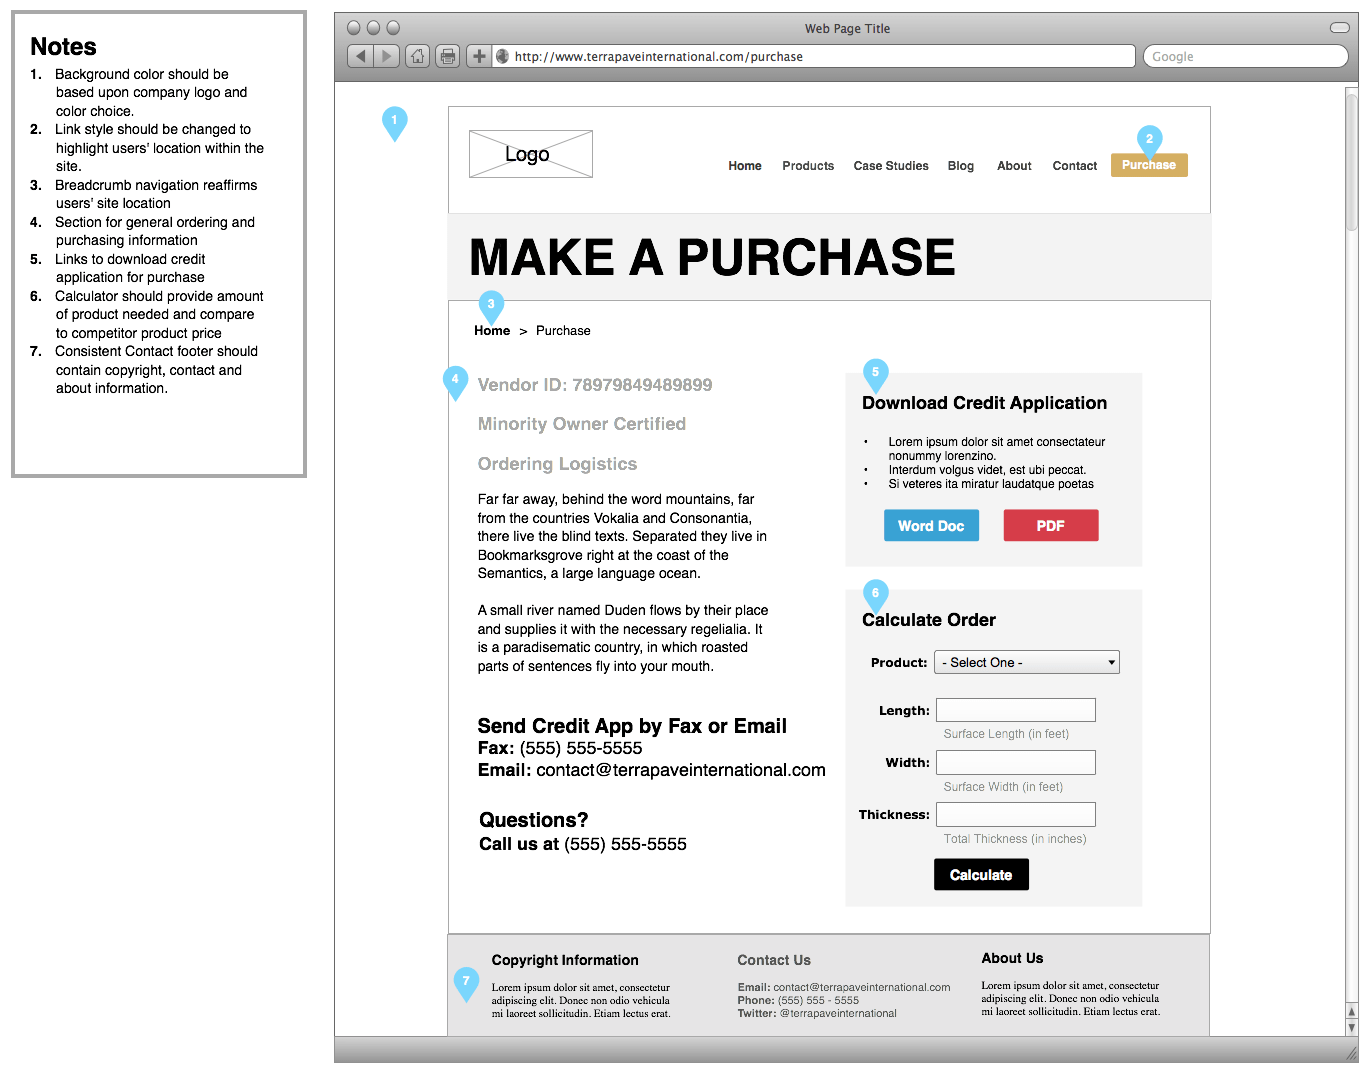 Notes
1. Background color should be
based upon company logo and
color choice.
2. Link style should be changed to
highlight users' location within the
site.
3. Breadcrumb navigation reaffirms
users' site location
4. Section for general ordering and
purchasing information
5. Links to download credit
application for purchase
6. Calculator should provide amount
of product needed and compare
to competitor product price
7. Consistent Contact footer should
contain copyright, contact and
about information.
Web Page Title
http://www.terrapaveinternational.com/purchase
Google
1
2
Logo
Home Products Case Studies Blog About Contact Purchase
MAKE A PURCHASE
3
Home > Purchase
4
Vendor ID: 78979849489899
Minority Owner Certified
Ordering Logistics
Far far away, behind the word mountains, far
from the countries Vokalia and Consonantia,
there live the blind texts. Separated they live in
Bookmarksgrove right at the coast of the
Semantics, a large language ocean.
A small river named Duden flows by their place
and supplies it with the necessary regelialia. It
is a paradisematic country, in which roasted
parts of sentences fly into your mouth.
Send Credit App by Fax or Email
Fax: (555) 555-5555
Email: contact@terrapaveinternational.com
Questions?
Call us at (555) 555-5555
5
Download Credit Application
• Lorem ipsum dolor sit amet consectateur
nonummy lorenzino.
• Interdum volgus videt, est ubi peccat.
• Si veteres ita miratur laudatque poetas
Word Doc PDF
6
Calculate Order
Product: - Select One -
Length:
Surface Length (in feet)
Width:
Surface Width (in feet)
Thickness:
Total Thickness (in inches)
Calculate
7
Copyright Information
Lorem ipsum dolor sit amet, consectetur
adipiscing elit. Donec non odio vehicula
mi laoreet sollicitudin. Etiam lectus erat.
Contact Us
Email: contact@terrapaveinternational.com
Phone: (555) 555 - 5555
Twitter: @terrapaveinternational
About Us
Lorem ipsum dolor sit amet, consectetur
adipiscing elit. Donec non odio vehicula
mi laoreet sollicitudin. Etiam lectus erat.